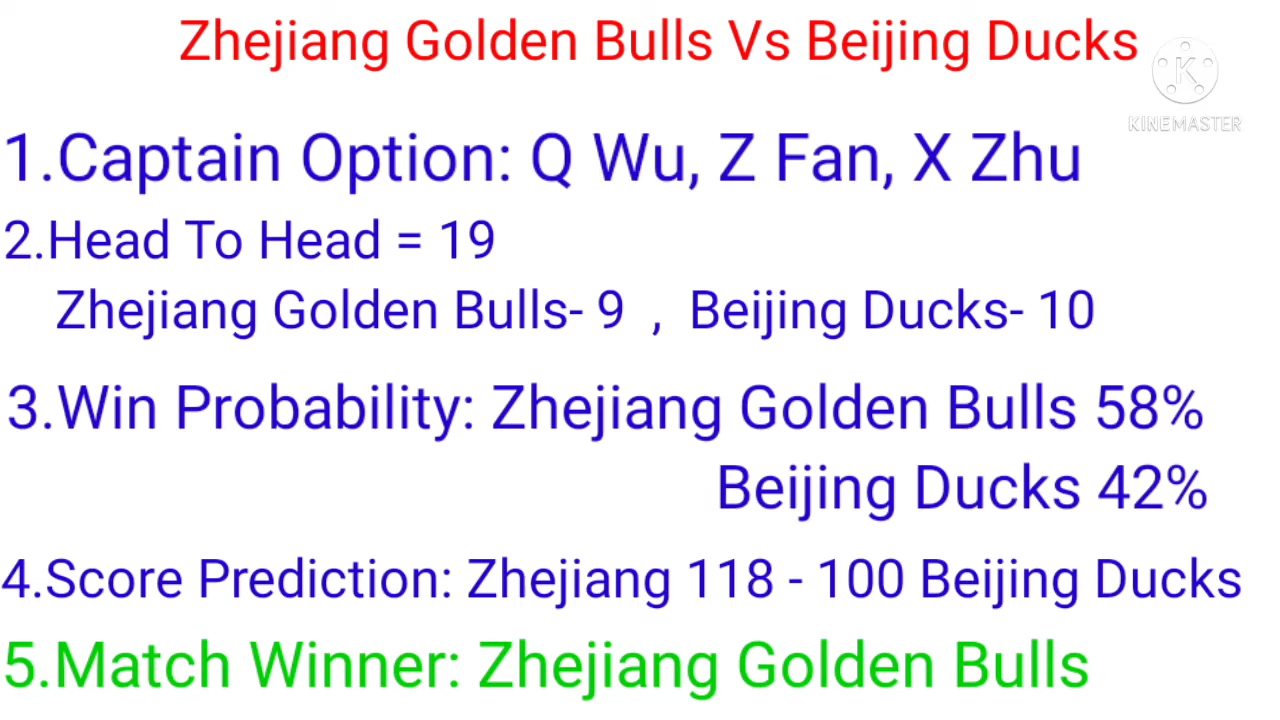 Zhejiang Golden Bulls Vs Beijing Ducks
K
KINEMASTER
1.Captain Option: Q Wu, Z Fan, X Zhu
2.Head To Head = 19
Zhejiang Golden Bulls- 9 , Beijing Ducks- 10
3.Win Probability: Zhejiang Golden Bulls 58%
Beijing Ducks 42%
4.Score Prediction: Zhejiang 118 - 100 Beijing Ducks
5.Match Winner: Zhejiang Golden Bulls